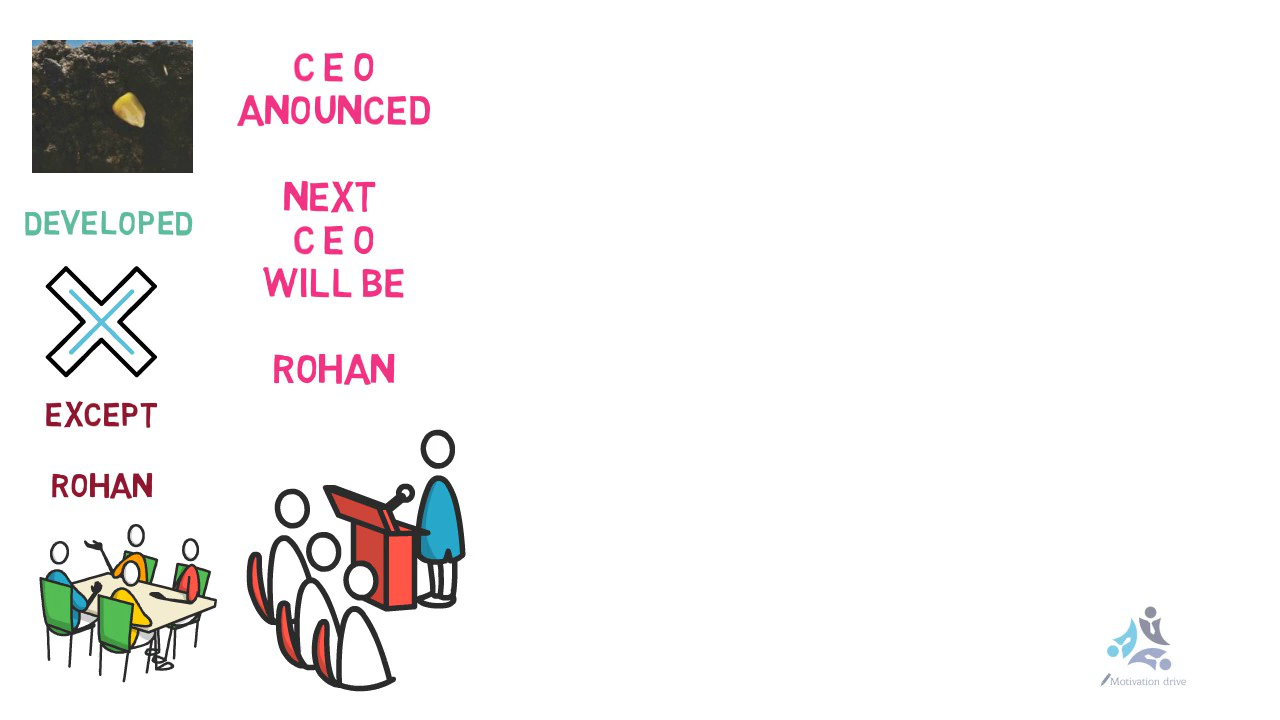 DEVELOPED
EXCEPT
ROHAN
C E O
ANOUNCED
NEXT
C E O
WILL BE
ROHAN
Motivation drive